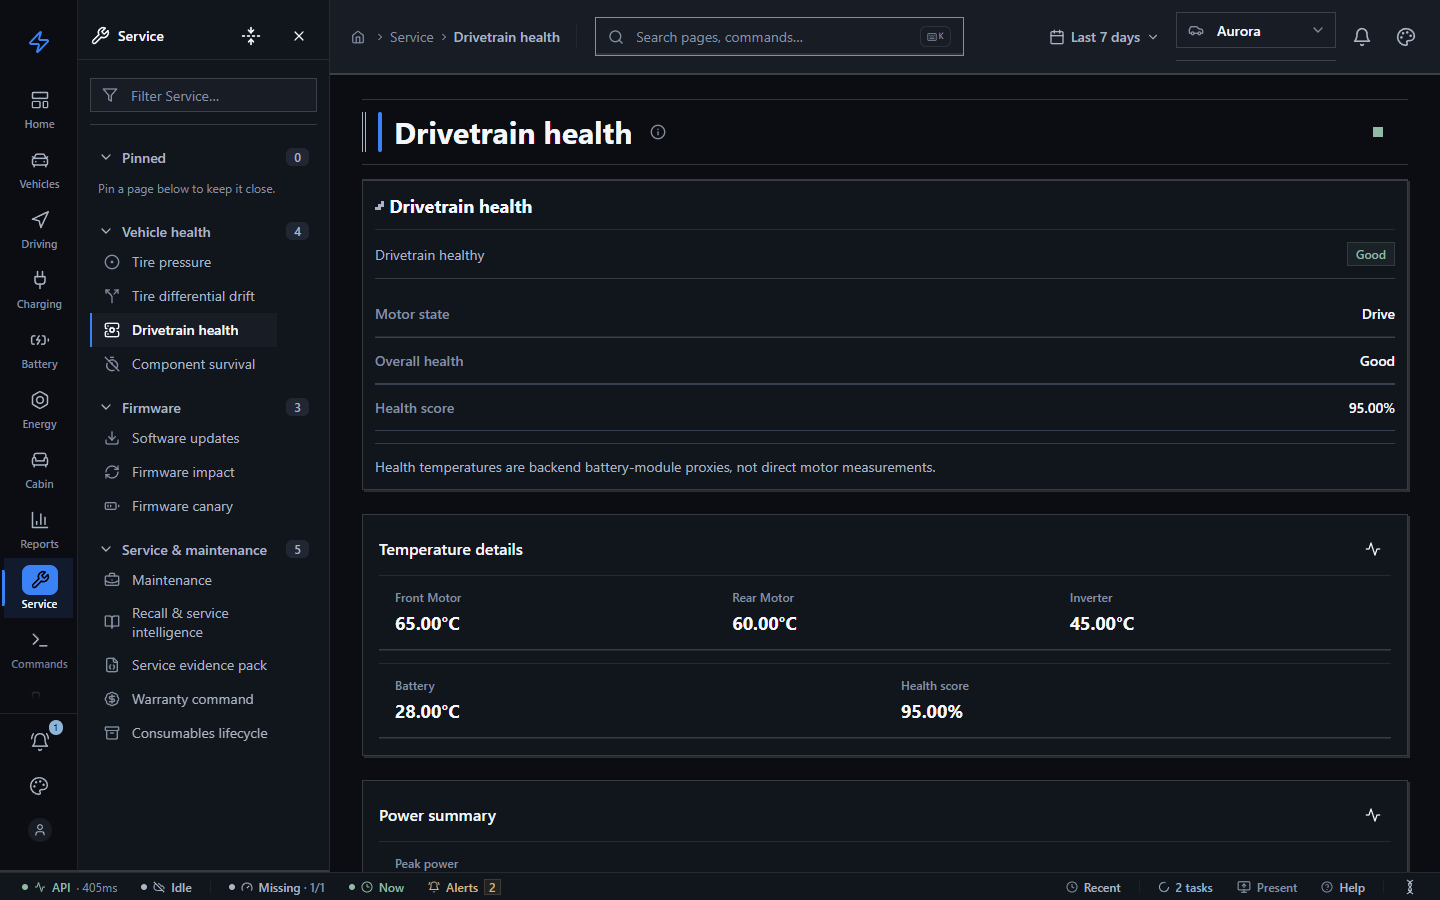 Home
Vehicles
Driving
Charging
Battery
Energy
Cabin
Reports
Service
Commands
1
Service
Filter Service...
Pinned 0
Pin a page below to keep it close.
Vehicle health 4
Tire pressure
Tire differential drift
Drivetrain health
Component survival
Firmware 3
Software updates
Firmware impact
Firmware canary
Service & maintenance 5
Maintenance
Recall & service
intelligence
Service evidence pack
Warranty command
Consumables lifecycle
Service
Drivetrain health
Search pages, commands...
K
Last 7 days
Aurora
Drivetrain health
Drivetrain health
Drivetrain healthy Good
Motor state Drive
Overall health Good
Health score 95.00%
Health temperatures are backend battery-module proxies, not direct motor measurements.
Temperature details
Front Motor Rear Motor Inverter
65.00°C 60.00°C 45.00°C
Battery Health score
28.00°C 95.00%
Power summary
Peak power
API · 405ms Idle Missing · 1/1 Now Alerts 2 Recent 2 tasks Present Help